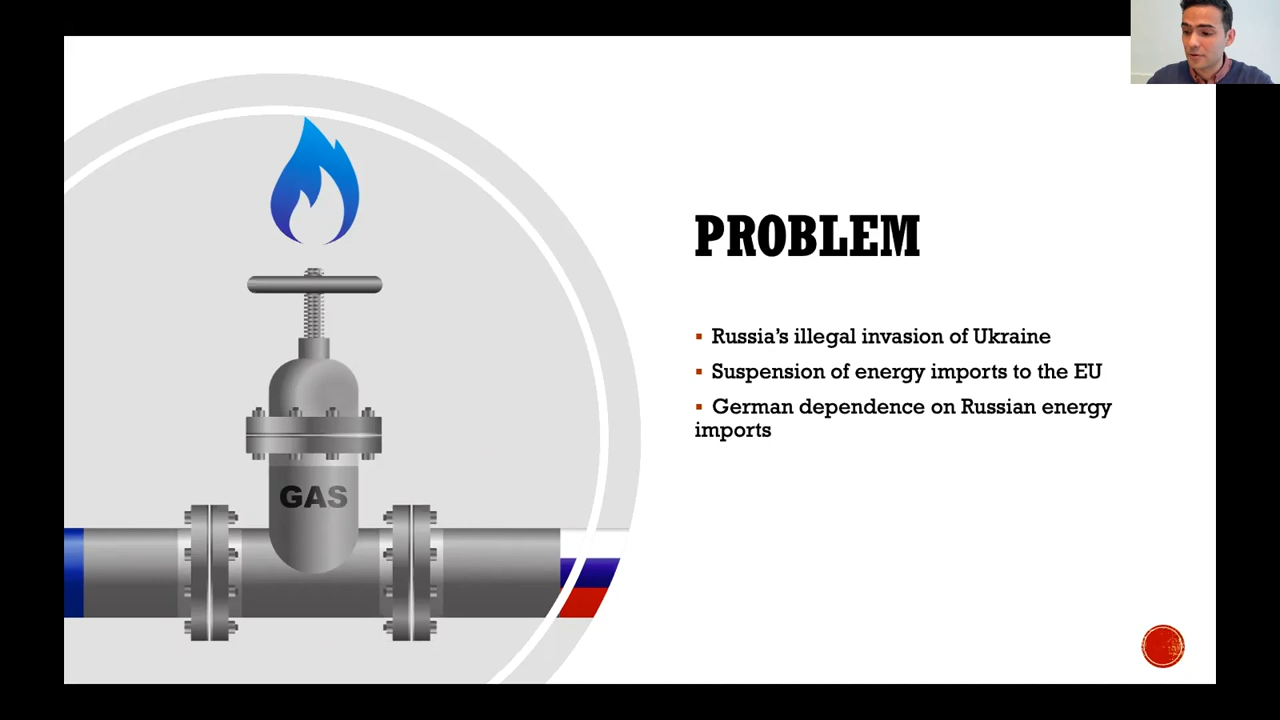 PROBLEM
▪ Russia’s illegal invasion of Ukraine
▪ Suspension of energy imports to the EU
▪ German dependence on Russian energy
imports
GAS